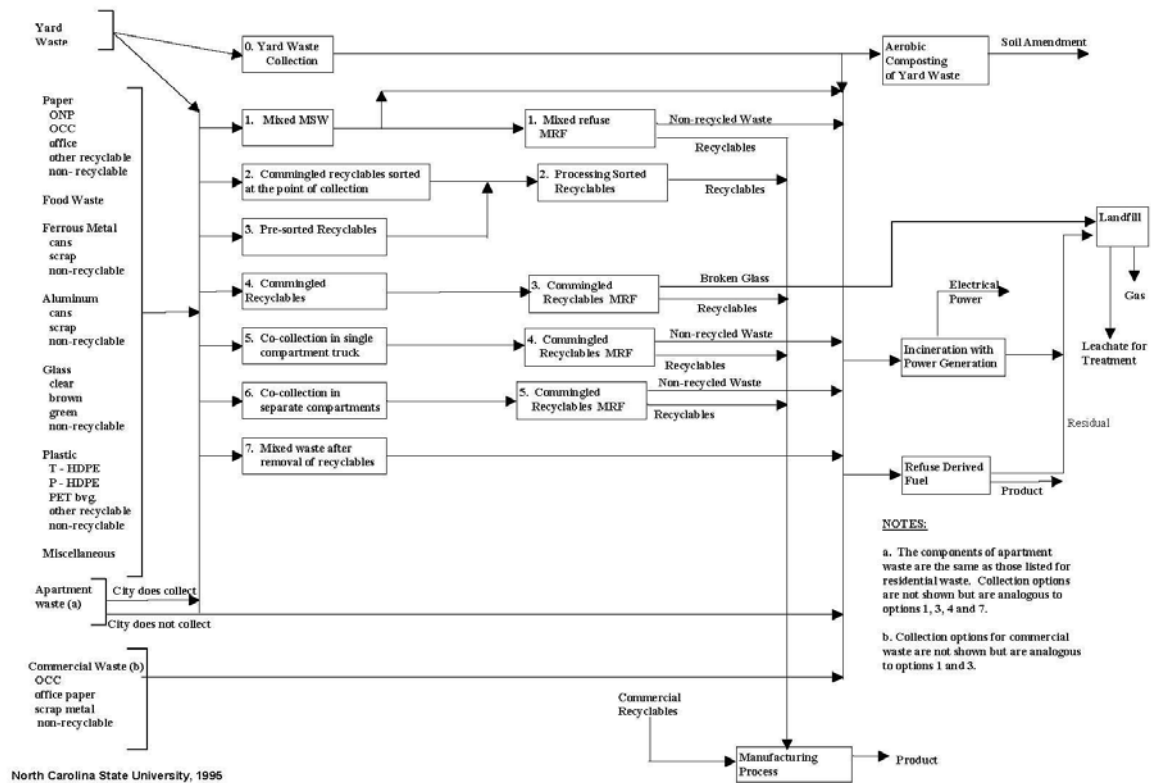 Yard
Waste
0. Yard Waste
Collection
Aerobic
Composting
of Yard Waste
Soil Amendment
Paper
ONP
OCC
office
other recyclable
non- recyclable
Food Waste
Ferrous Metal
cans
scrap
non-recyclable
Aluminum
cans
scrap
non-recyclable
Glass
clear
brown
green
non-recyclable
Plastic
T - HDPE
P - HDPE
PET bvg.
other recyclable
non-recyclable
Miscellaneous
Apartment
waste (a)
City does collect
City does not collect
Commercial Waste (b)
OCC
office paper
scrap metal
non-recyclable
1. Mixed MSW
1. Mixed refuse
MRF
Non-recycled Waste
Recyclables
2. Commingled recyclables sorted
at the point of collection
2. Processing Sorted
Recyclables
Recyclables
3. Pre-sorted Recyclables
4. Commingled
Recyclables
3. Commingled
Recyclables MRF
Broken Glass
Recyclables
5. Co-collection in single
compartment truck
4. Commingled
Recyclables MRF
Non-recycled Waste
Recyclables
6. Co-collection in
separate compartments
5. Commingled
Recyclables MRF
Non-recycled Waste
Recyclables
7. Mixed waste after
removal of recyclables
Landfill
Gas
Leachate for
Treatment
Electrical
Power
Incineration with
Power Generation
Residual
Refuse Derived
Fuel
Product
NOTES:
a. The components of apartment
waste are the same as those listed for
residential waste. Collection options
are not shown but are analogous to
options 1, 3, 4 and 7.
b. Collection options for commercial
waste are not shown but are analogous
to options 1 and 3.
Commercial
Recyclables
Manufacturing
Process
Product
North Carolina State University, 1995